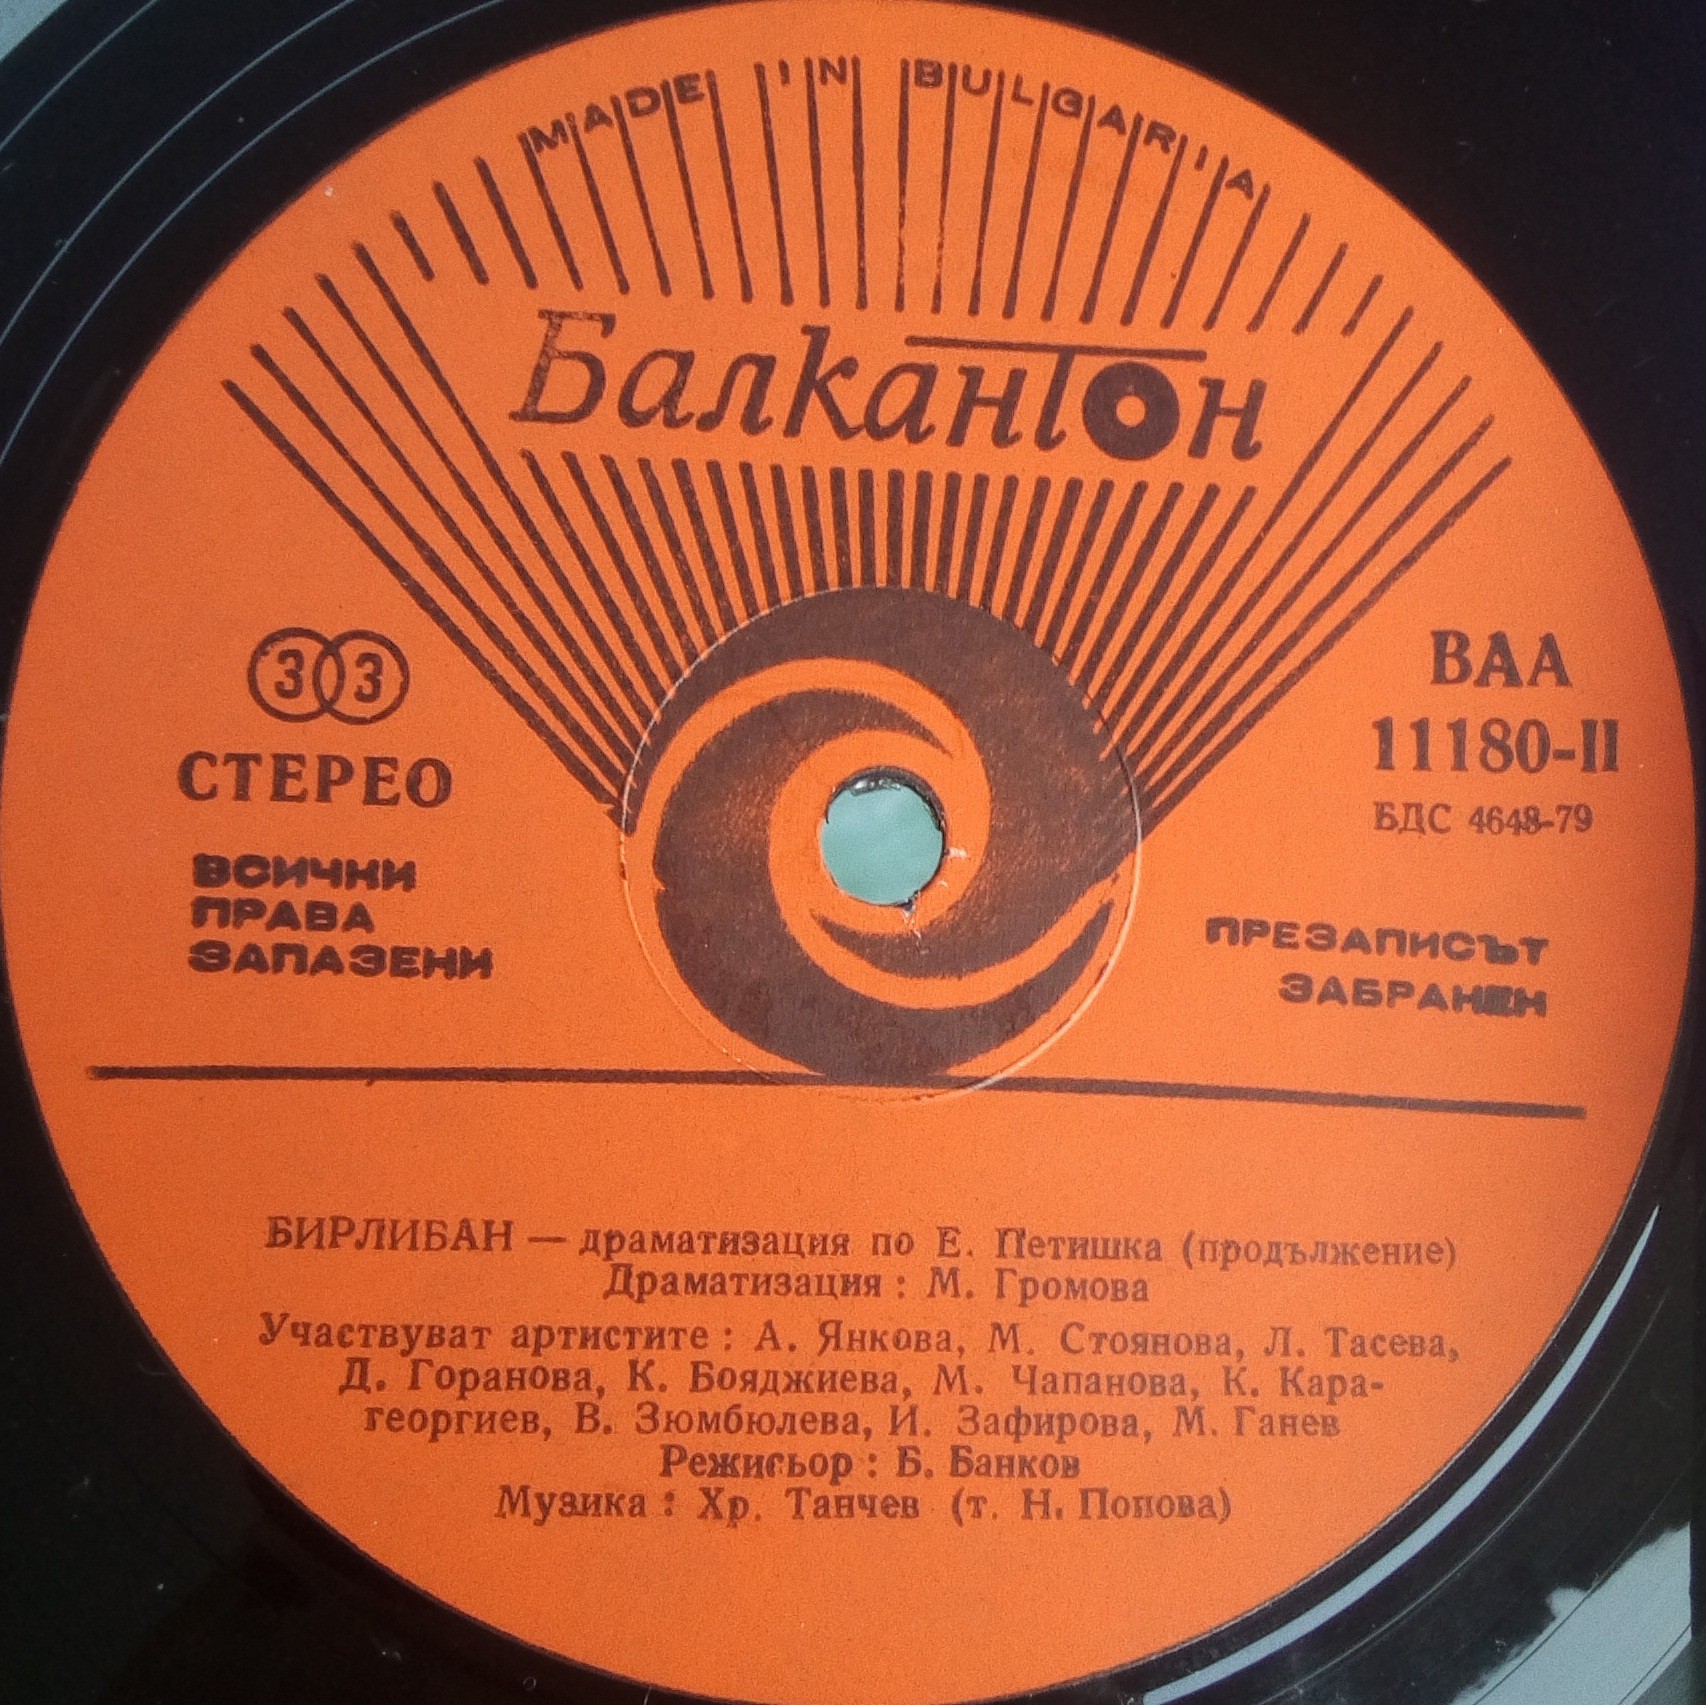 MADE IN BULGARIA
Балкантон
33
СТЕРЕО
ВСИЧКИ
ПРАВА
ЗАПАЗЕНИ
ВАА
11180-II
БДС 4648-79
ПРЕЗАПИСЪТ
ЗАБРАНЕН
БИРЛИБАН — драматизация по Е. Петишка (продължение)
Драматизация : М. Громова
Участвуват артистите : А. Янкова, М. Стоянова, Л. Тасева,
Д. Горанова, К. Бояджиева, М. Чапанова, К. Кара-
георгиев, В. Зюмбюлева, Й. Зафирова, М. Ганев
Режисьор : Б. Банков
Музика : Хр. Танчев (т. Н. Попова)